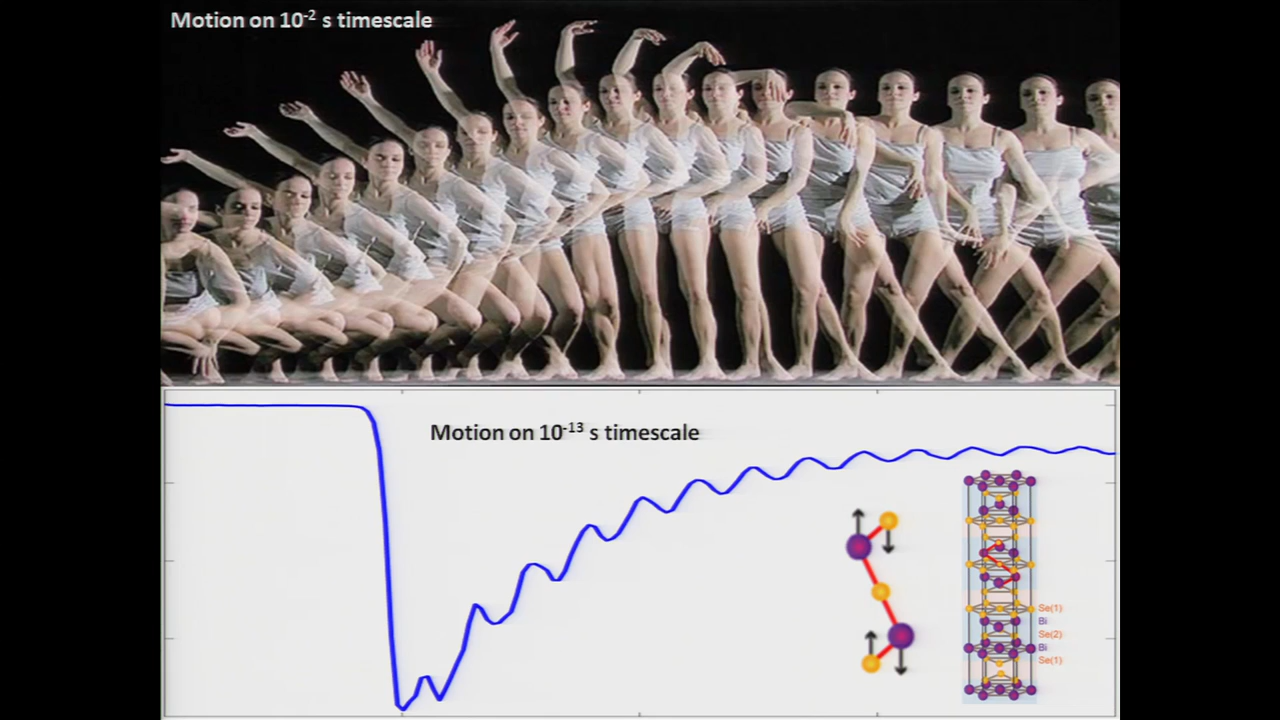 Motion on 10-2 s timescale
Motion on 10-13 s timescale
Se(1)
Bi
Se(2)
Bi
Se(1)